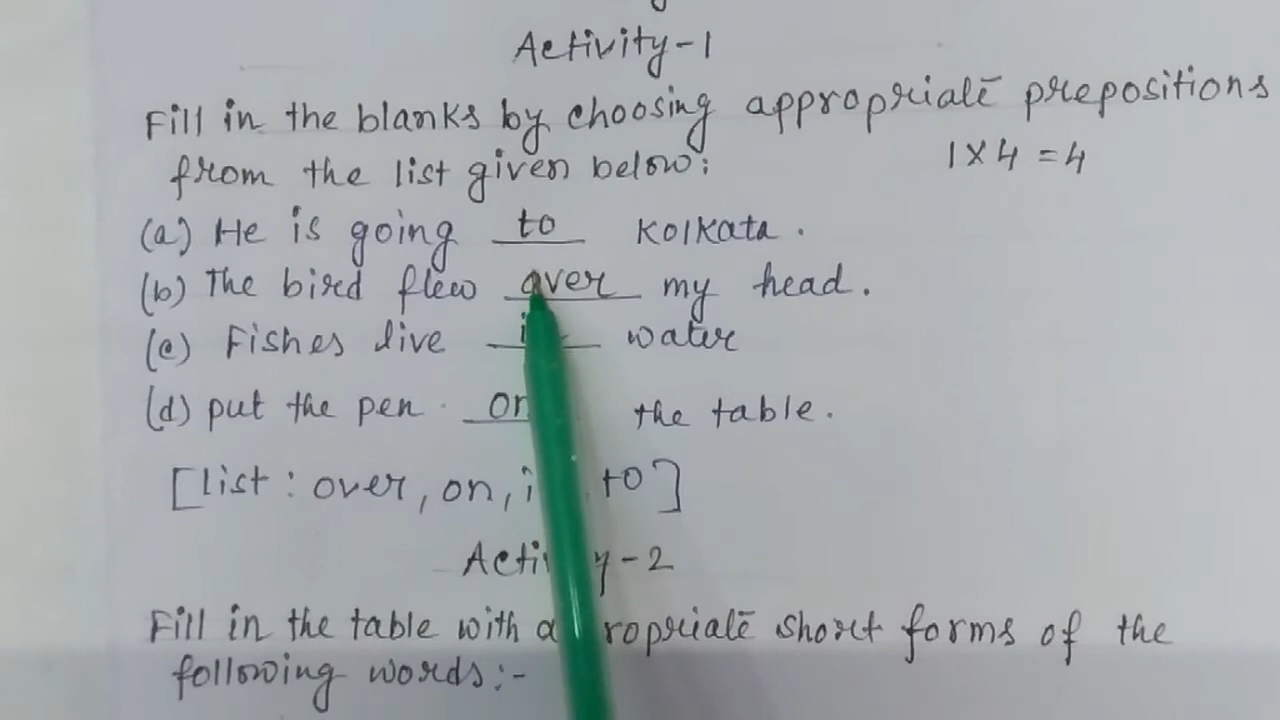 Activity-1
Fill in the blanks by choosing appropriate prepositions
from the list given below:
1 x 4 = 4
(a) He is going to Kolkata.
(b) The bird flew over my head.
(c) Fishes live water
(d) put the pen on the table.
[list: over, on, to]
Activity-2
Fill in the table with appropriate short forms of the
following words:-